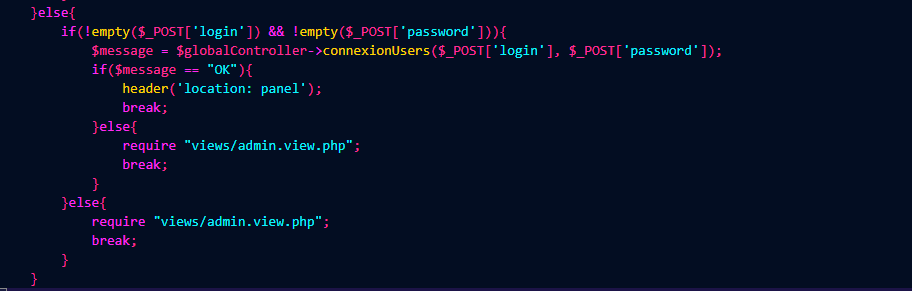 }else{
if(!empty($_POST['login']) && !empty($_POST['password'])){
$message = $globalController->connexionUsers($_POST['login'], $_POST['password']);
if($message == "OK"){
header('location: panel');
break;
}else{
require "views/admin.view.php";
break;
}
}else{
require "views/admin.view.php";
break;
}
}